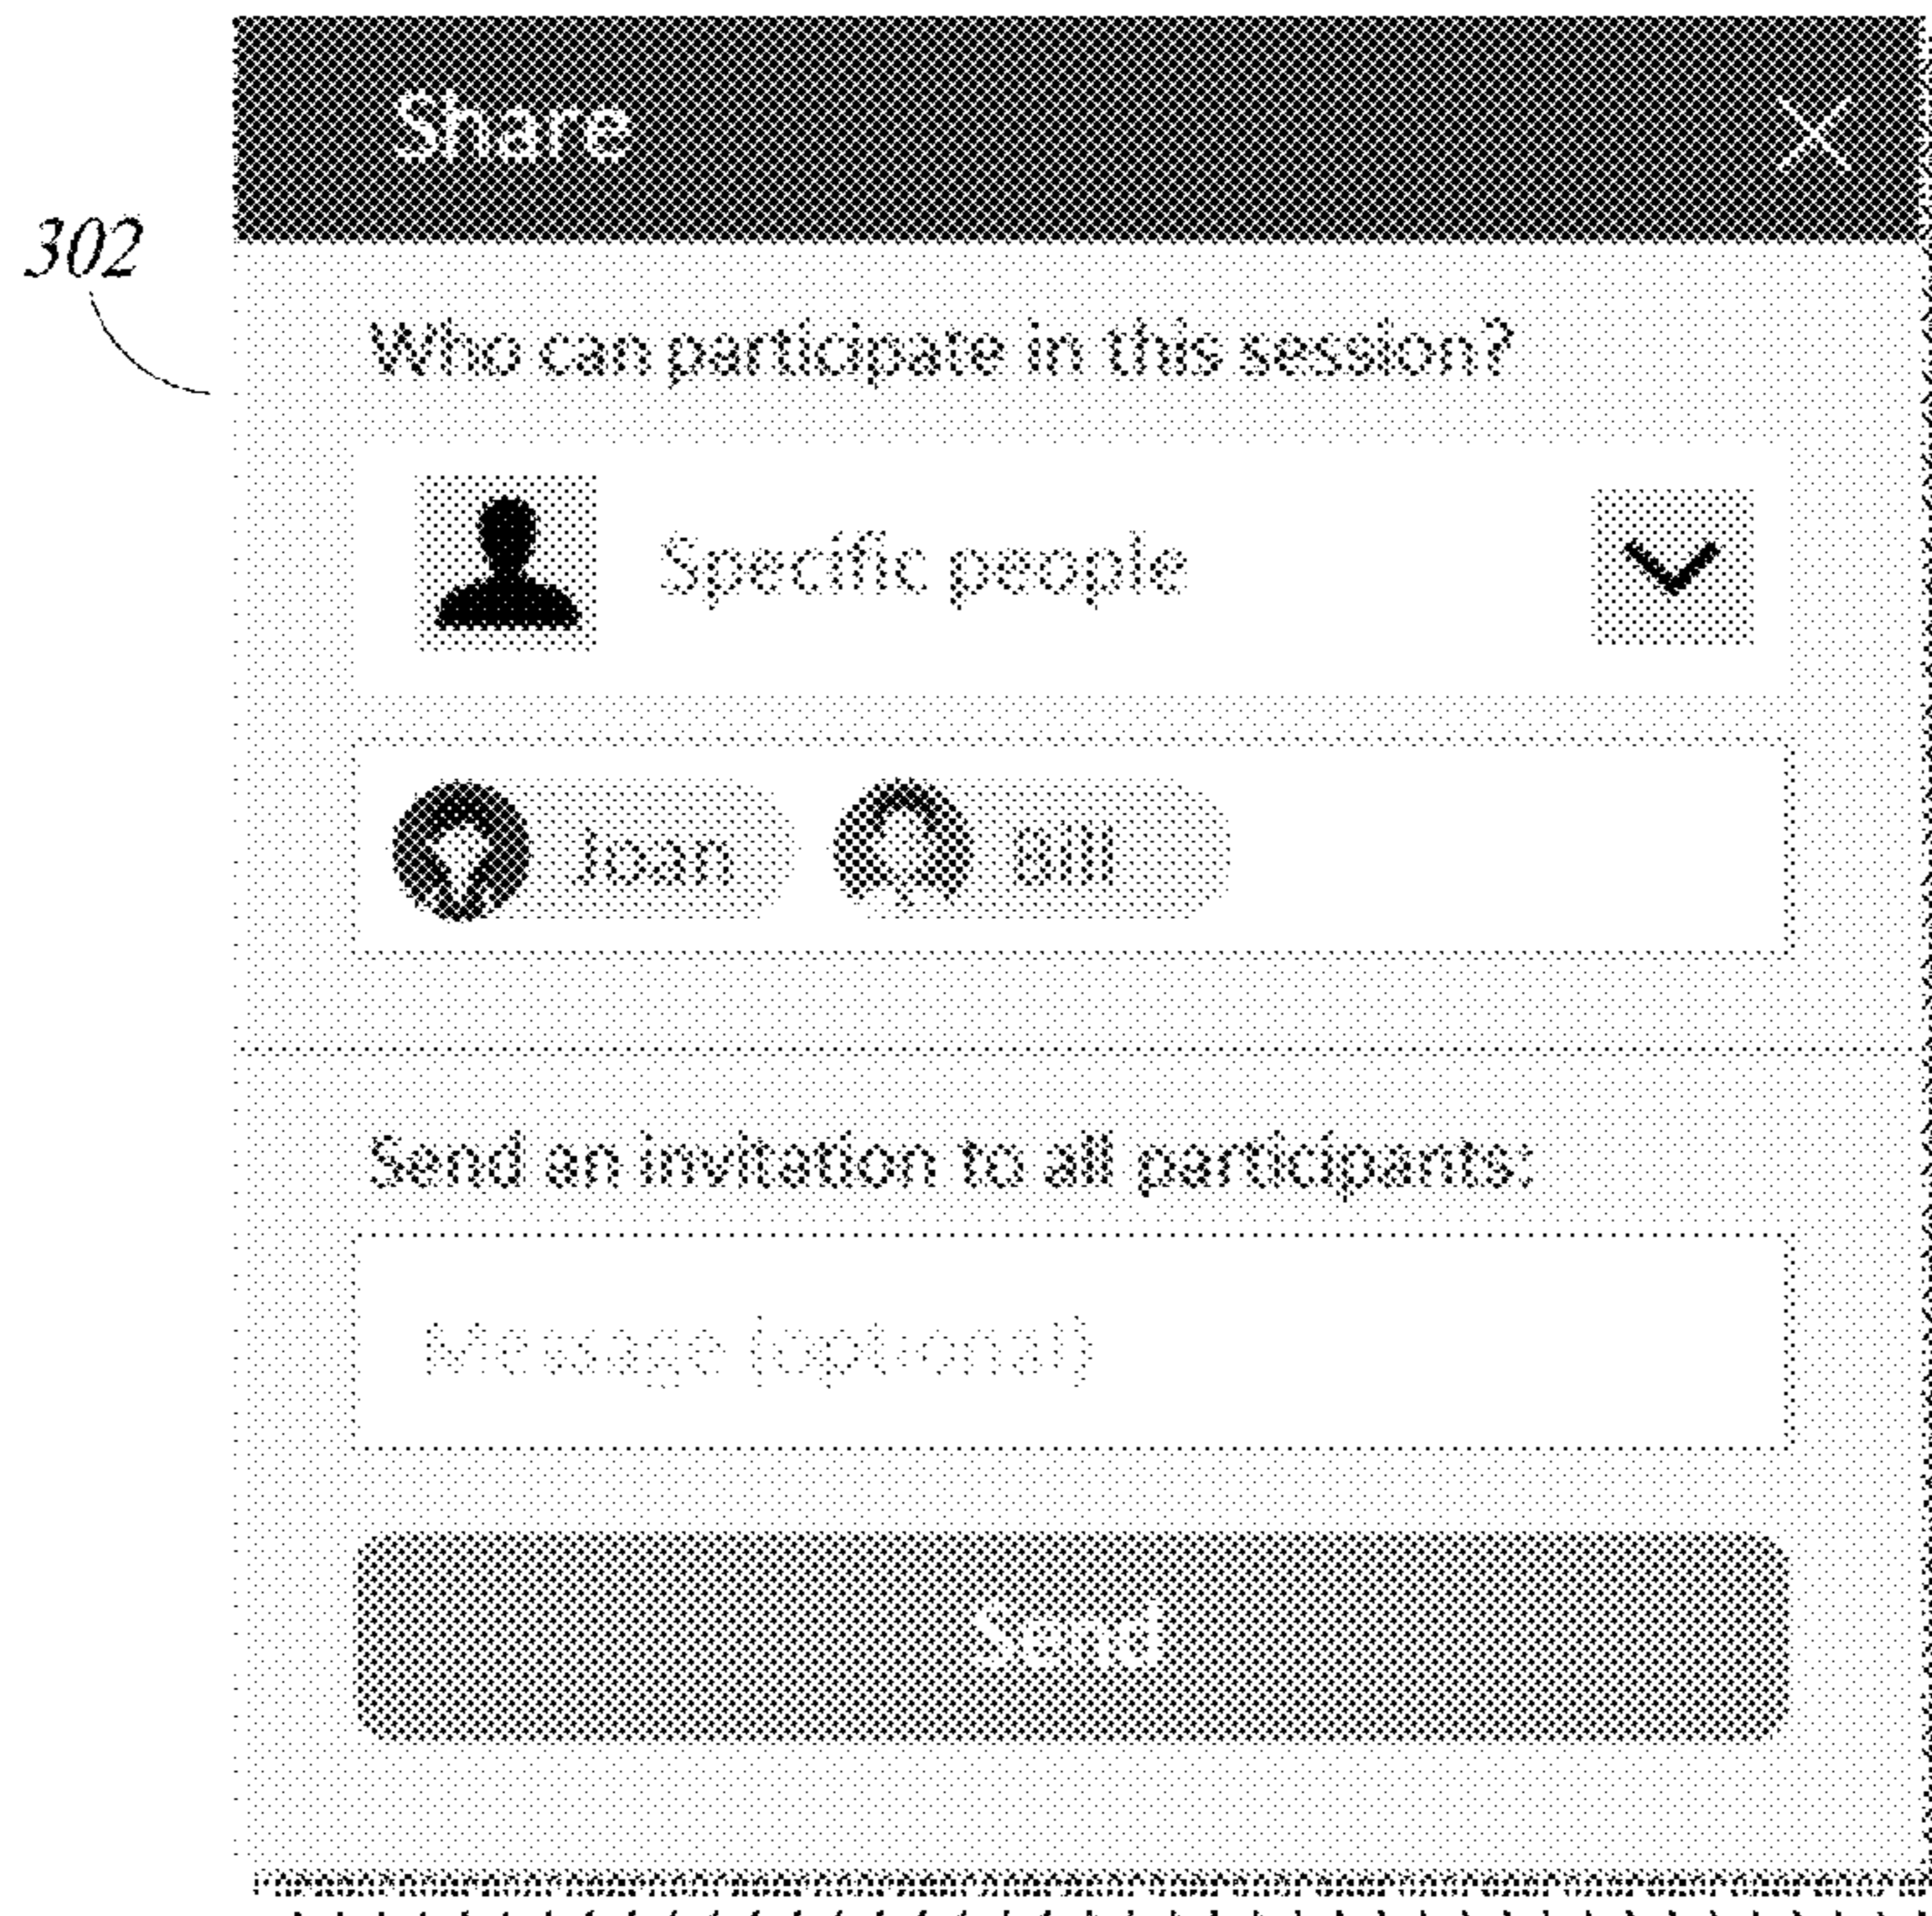 Share
302
Who can participate in this session?
Specific people
Joan Bill
Send an invitation to all participants:
Message (optional)
Send